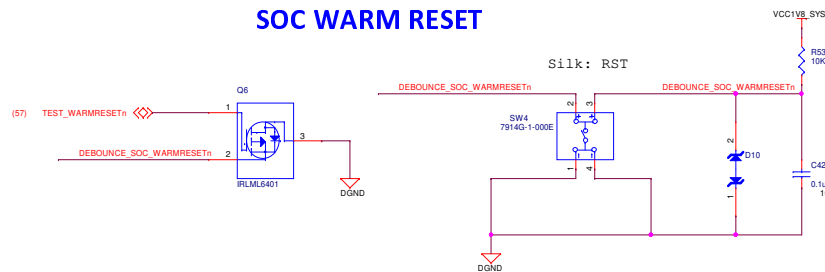 SOC WARM RESET
VCC1V8_SYS
R53
10K
Silk: RST
DEBOUNCE_SOC_WARMRESETn
DEBOUNCE_SOC_WARMRESETn
Q6
(57) TEST_WARMRESETn
1
3
2
DEBOUNCE_SOC_WARMRESETn
IRLML6401
DGND
2
3
SW4
7914G-1-000E
1
4
2
D10
1
C42
0.1u
1
DGND